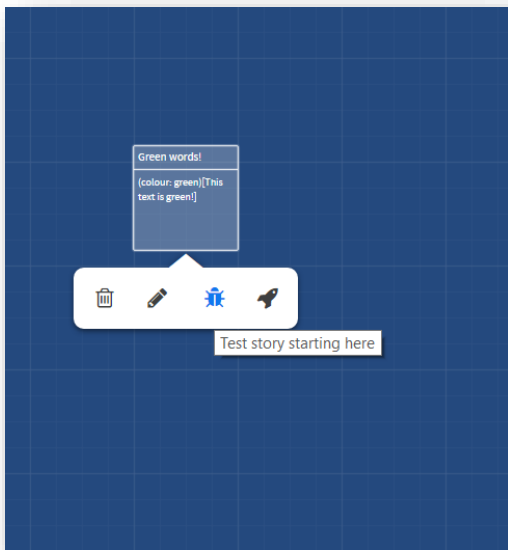 Green words!
(colour: green)[This
text is green!]
Test story starting here